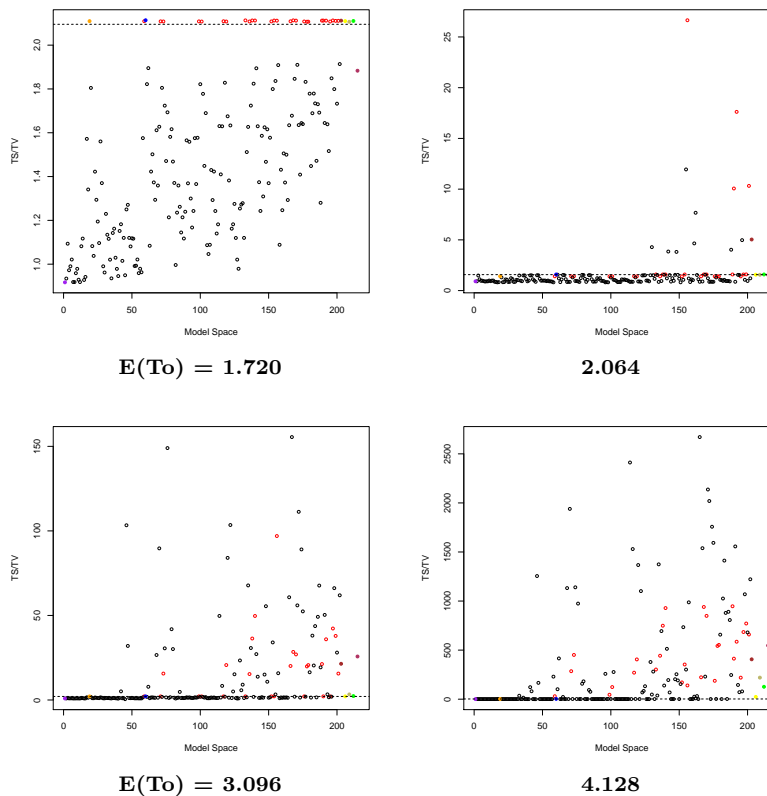 2.0
1.8
1.6
1.4
1.2
1.0
TS/TV
0 50 100 150 200
Model Space
E(To) = 1.720
25
20
15
10
5
0
TS/TV
0 50 100 150 200
Model Space
2.064
150
100
50
0
TS/TV
0 50 100 150 200
Model Space
E(To) = 3.096
2500
2000
1500
1000
500
0
TS/TV
0 50 100 150 200
Model Space
4.128